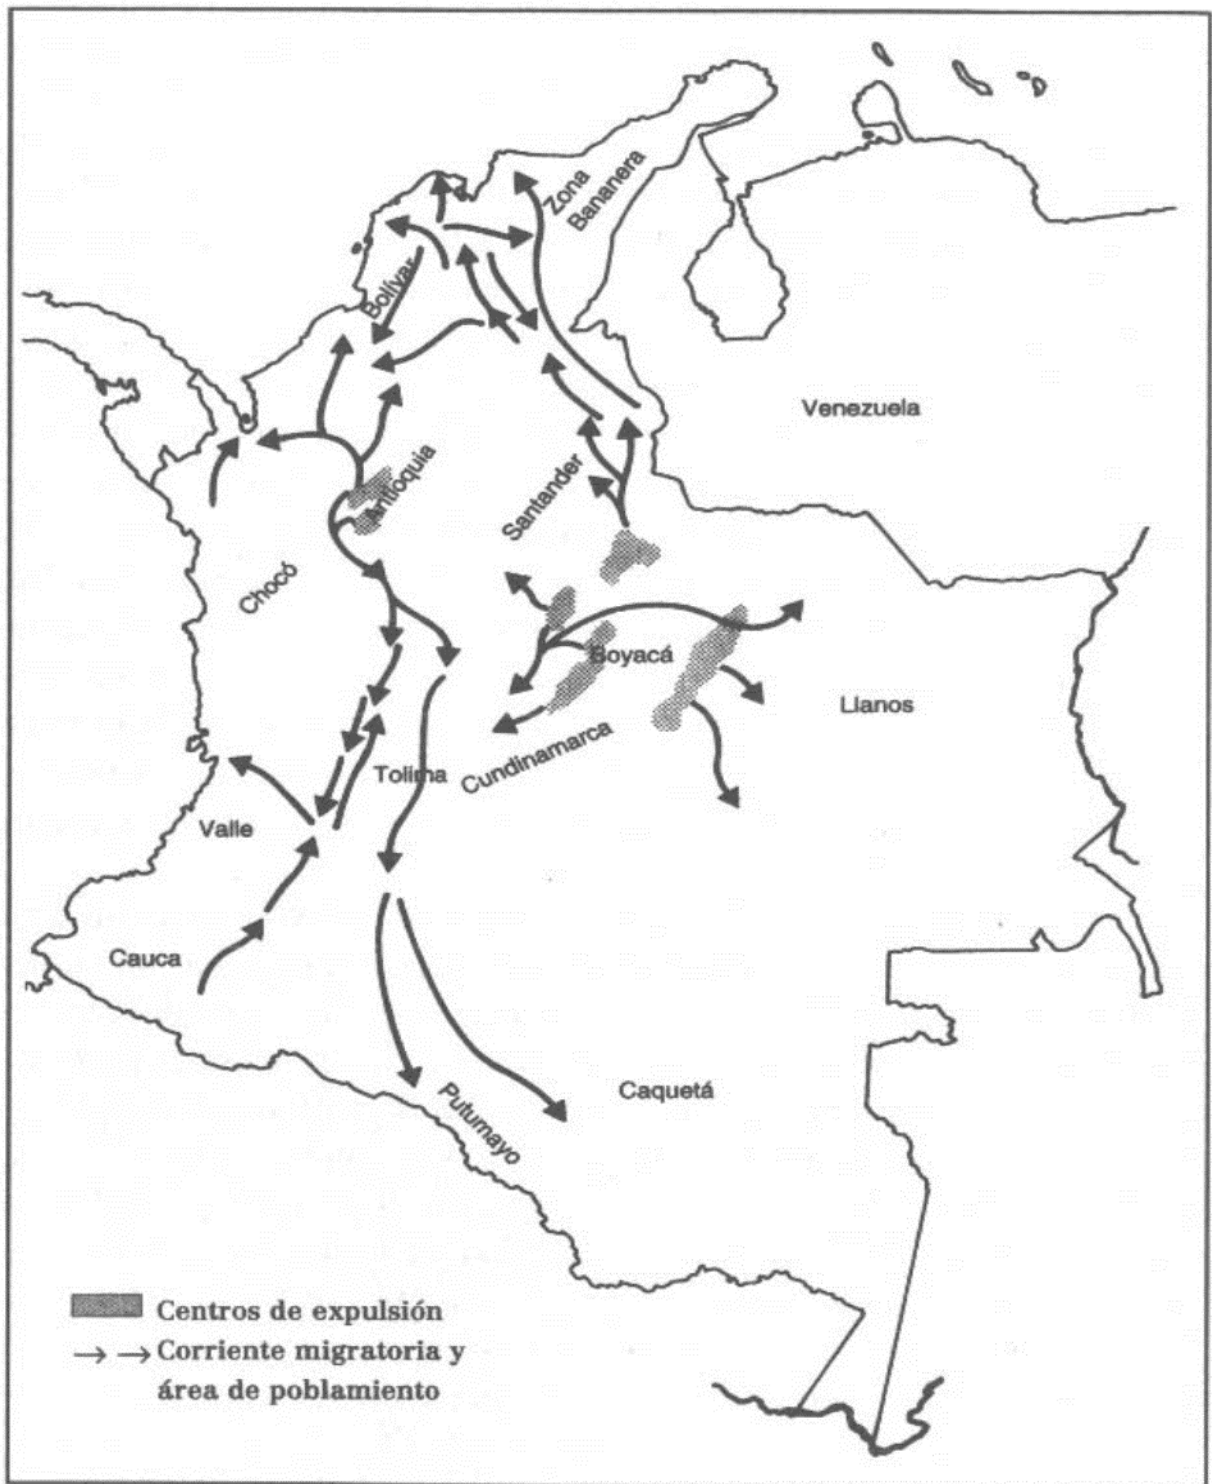 Zona
Bananera
Bolívar
Venezuela
Antioquia
Santander
Chocó
Boyacá
Llanos
Cundinamarca
Tolima
Valle
Cauca
Caquetá
Putumayo
Centros de expulsión
Corriente migratoria y
área de poblamiento